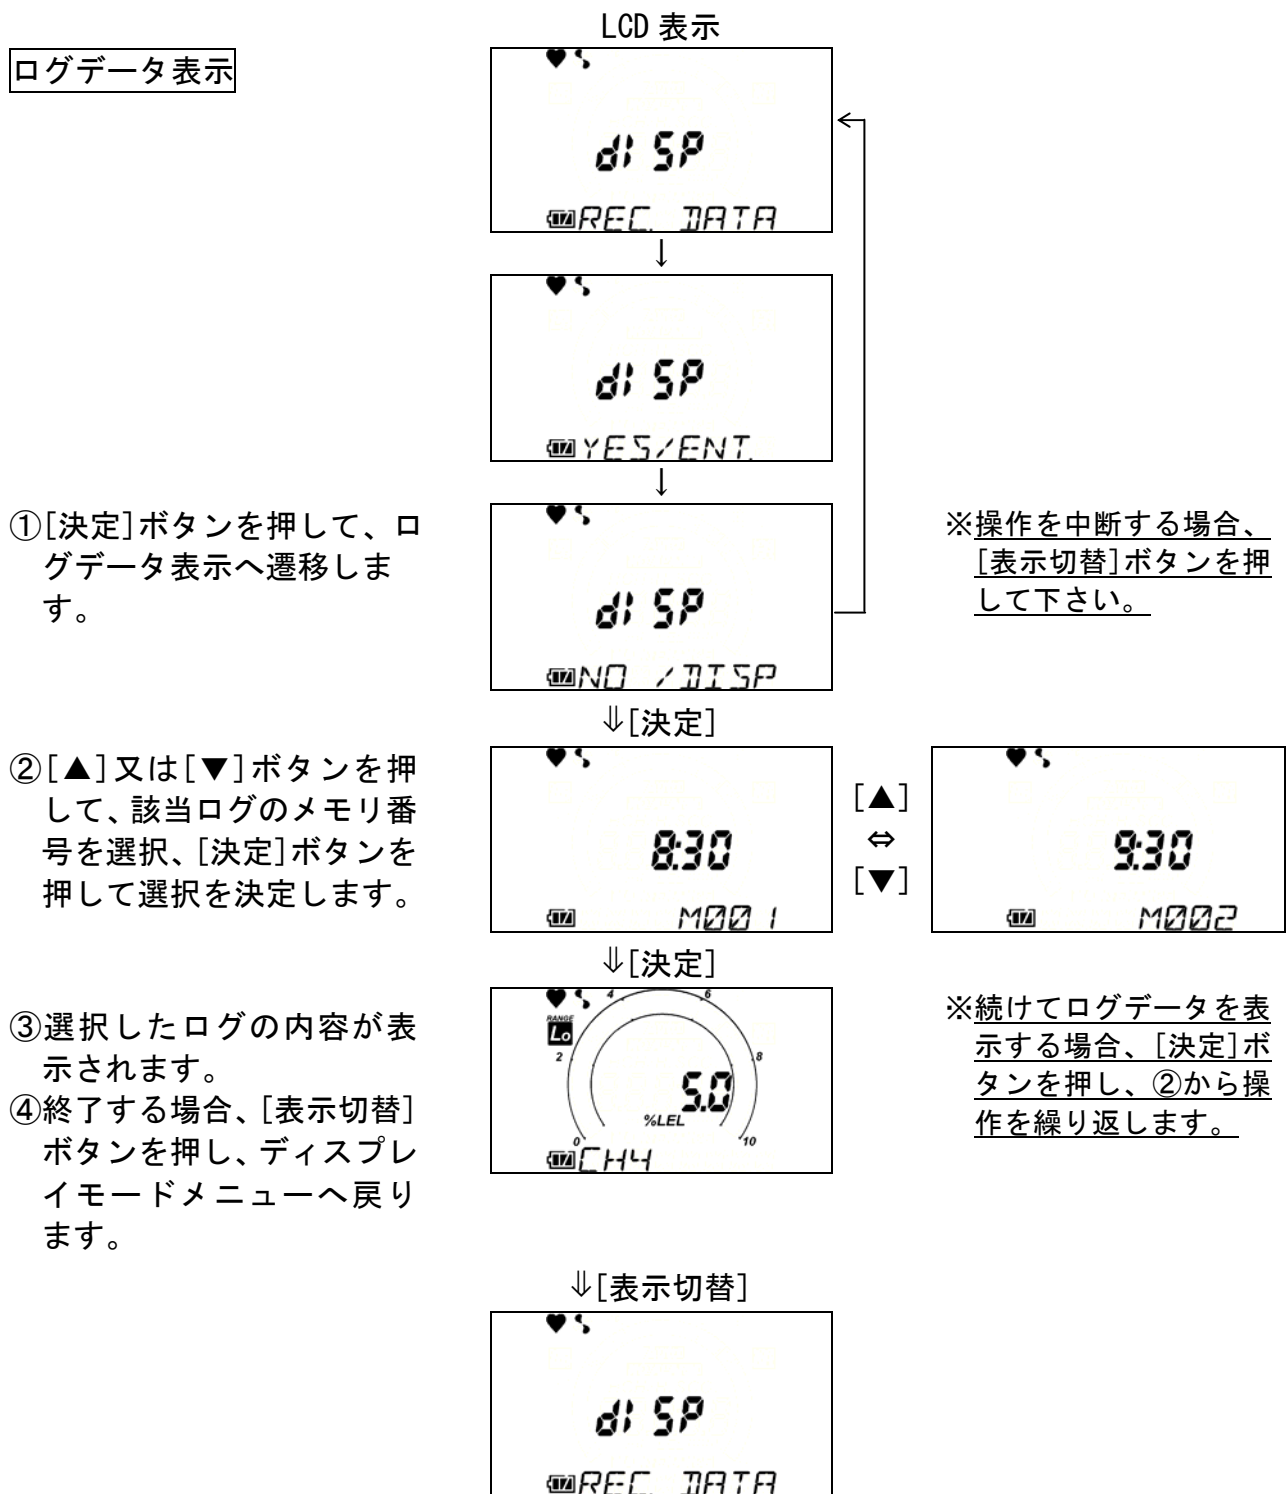 LCD 表示
ログデータ表示
di SP
REC. DATA
↓
di SP
YES/ENT.
↓
①[決定]ボタンを押して、ロ
グデータ表示へ遷移しま
す。
di SP
NO /DISP
※操作を中断する場合、
[表示切替]ボタンを押
して下さい。
⇓[決定]
②[▲]又は[▼]ボタンを押
して、該当ログのメモリ番
号を選択、[決定]ボタンを
押して選択を決定します。
8:30
M001
[▲]
⇔
[▼]
9:30
M002
⇓[決定]
③選択したログの内容が表
示されます。
④終了する場合、[表示切替]
ボタンを押し、ディスプレ
イモードメニューへ戻り
ます。
4 6
RANGE
Lo
2 8
5.0
%LEL
0 10
CH4
※続けてログデータを表
示する場合、[決定]ボ
タンを押し、②から操
作を繰り返します。
⇓[表示切替]
di SP
REC. DATA